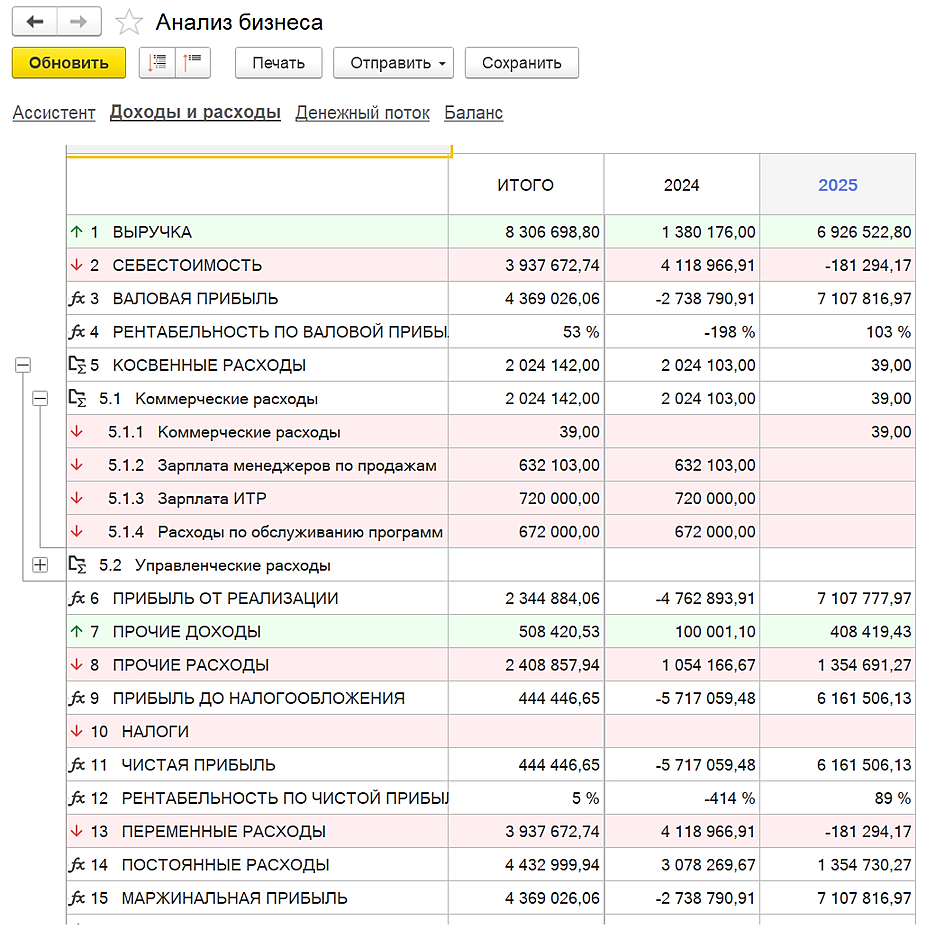 Анализ бизнеса
Обновить Печать Отправить Сохранить
Ассистент Доходы и расходы Денежный поток Баланс
ИТОГО 2024 2025
1 ВЫРУЧКА 8 306 698,80 1 380 176,00 6 926 522,80
2 СЕБЕСТОИМОСТЬ 3 937 672,74 4 118 966,91 -181 294,17
fx 3 ВАЛОВАЯ ПРИБЫЛЬ 4 369 026,06 -2 738 790,91 7 107 816,97
fx 4 РЕНТАБЕЛЬНОСТЬ ПО ВАЛОВОЙ ПРИБЫ 53 % -198 % 103 %
5 КОСВЕННЫЕ РАСХОДЫ 2 024 142,00 2 024 103,00 39,00
5.1 Коммерческие расходы 2 024 142,00 2 024 103,00 39,00
5.1.1 Коммерческие расходы 39,00 39,00
5.1.2 Зарплата менеджеров по продажам 632 103,00 632 103,00
5.1.3 Зарплата ИТР 720 000,00 720 000,00
5.1.4 Расходы по обслуживанию программ 672 000,00 672 000,00
5.2 Управленческие расходы
fx 6 ПРИБЫЛЬ ОТ РЕАЛИЗАЦИИ 2 344 884,06 -4 762 893,91 7 107 777,97
7 ПРОЧИЕ ДОХОДЫ 508 420,53 100 001,10 408 419,43
8 ПРОЧИЕ РАСХОДЫ 2 408 857,94 1 054 166,67 1 354 691,27
fx 9 ПРИБЫЛЬ ДО НАЛОГООБЛОЖЕНИЯ 444 446,65 -5 717 059,48 6 161 506,13
10 НАЛОГИ
fx 11 ЧИСТАЯ ПРИБЫЛЬ 444 446,65 -5 717 059,48 6 161 506,13
fx 12 РЕНТАБЕЛЬНОСТЬ ПО ЧИСТОЙ ПРИБЫЛ 5 % -414 % 89 %
13 ПЕРЕМЕННЫЕ РАСХОДЫ 3 937 672,74 4 118 966,91 -181 294,17
fx 14 ПОСТОЯННЫЕ РАСХОДЫ 4 432 999,94 3 078 269,67 1 354 730,27
fx 15 МАРЖИНАЛЬНАЯ ПРИБЫЛЬ 4 369 026,06 -2 738 790,91 7 107 816,97